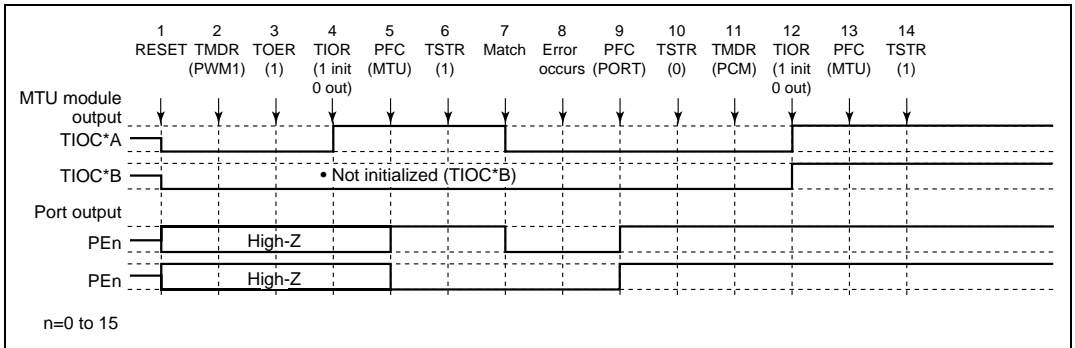 1 2 3 4 5 6 7 8 9 10 11 12 13 14
RESET TMDR TOER TIOR PFC TSTR Match Error PFC TSTR TMDR TIOR PFC TSTR
(PWM1) (1) (1 init (MTU) (1) occurs (PORT) (0) (PCM) (1 init (MTU) (1)
0 out) 0 out)
MTU module
output
TIOC*A
TIOC*B
• Not initialized (TIOC*B)
Port output
PEn
High-Z
PEn
High-Z
n=0 to 15